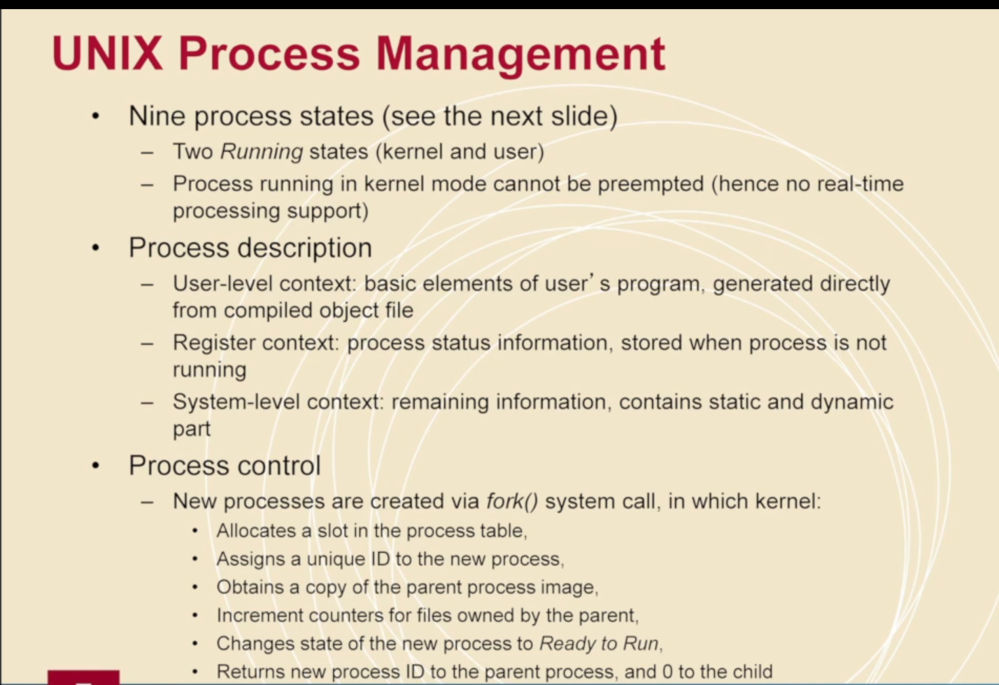 UNIX Process Management
• Nine process states (see the next slide)
– Two Running states (kernel and user)
– Process running in kernel mode cannot be preempted (hence no real-time
processing support)
• Process description
– User-level context: basic elements of user’s program, generated directly
from compiled object file
– Register context: process status information, stored when process is not
running
– System-level context: remaining information, contains static and dynamic
part
• Process control
– New processes are created via fork() system call, in which kernel:
• Allocates a slot in the process table,
• Assigns a unique ID to the new process,
• Obtains a copy of the parent process image,
• Increment counters for files owned by the parent,
• Changes state of the new process to Ready to Run,
• Returns new process ID to the parent process, and 0 to the child